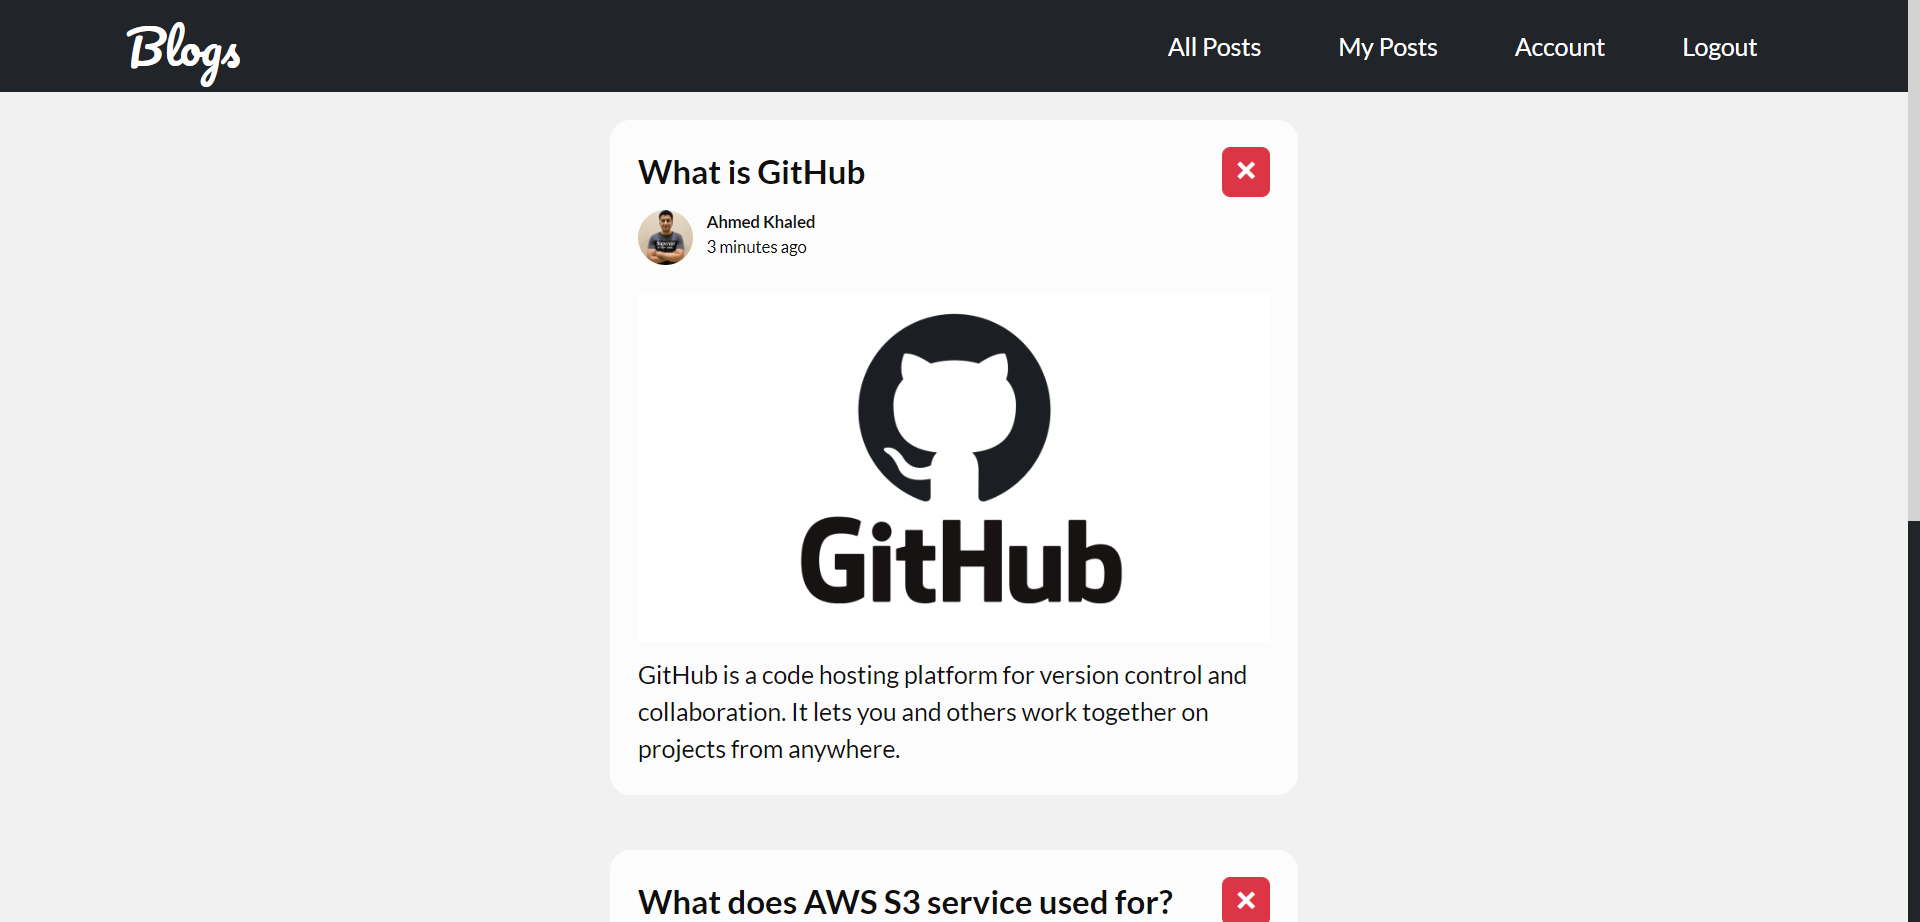 Blogs
All Posts
My Posts
Account
Logout
What is GitHub
Ahmed Khaled
3 minutes ago
GitHub
GitHub is a code hosting platform for version control and
collaboration. It lets you and others work together on
projects from anywhere.
What does AWS S3 service used for?